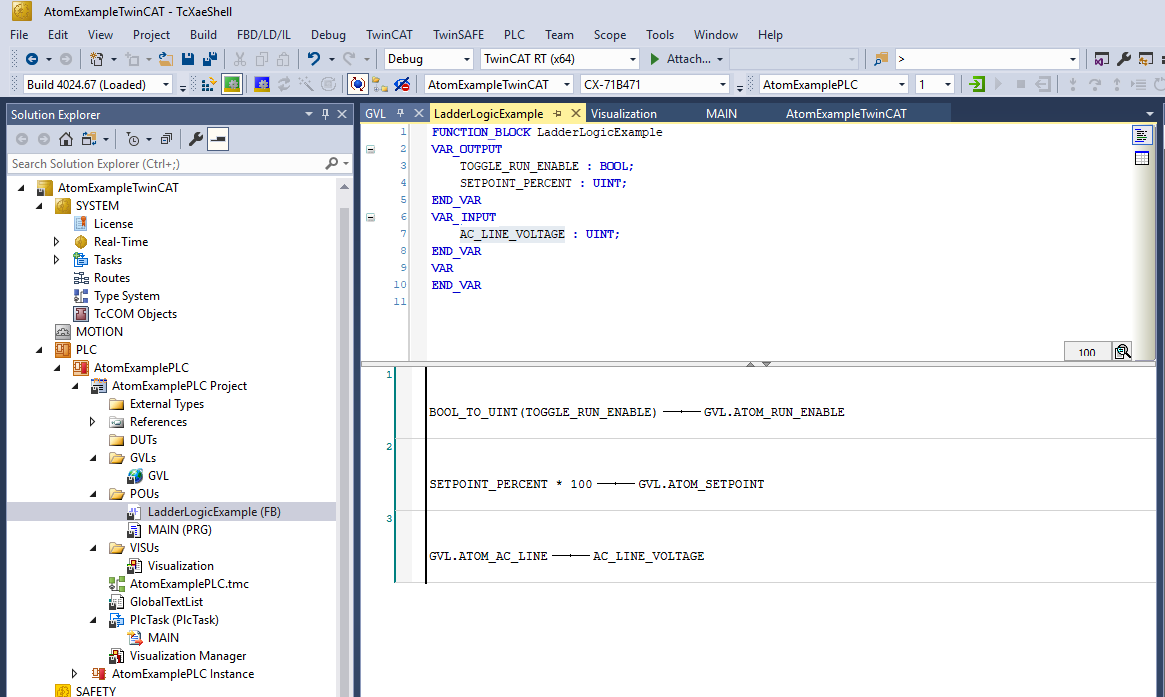 AtomExampleTwinCAT - TcXaeShell
File Edit View Project Build FBD/LD/IL Debug TwinCAT TwinSAFE PLC Team Scope Tools Window Help
Debug TwinCAT RT (x64) Attach... >
Build 4024.67 (Loaded) AtomExampleTwinCAT CX-71B471 AtomExamplePLC 1
Solution Explorer
Search Solution Explorer (Ctrl+;)
AtomExampleTwinCAT
SYSTEM
License
Real-Time
Tasks
Routes
Type System
TcCOM Objects
MOTION
PLC
AtomExamplePLC
AtomExamplePLC Project
External Types
References
DUTs
GVLs
GVL
POUs
LadderLogicExample (FB)
MAIN (PRG)
VISUs
Visualization
AtomExamplePLC.tmc
GlobalTextList
PlcTask (PlcTask)
MAIN
Visualization Manager
AtomExamplePLC Instance
SAFETY
GVL LadderLogicExample Visualization MAIN AtomExampleTwinCAT
1 FUNCTION_BLOCK LadderLogicExample
2 VAR_OUTPUT
3 TOGGLE_RUN_ENABLE : BOOL;
4 SETPOINT_PERCENT : UINT;
5 END_VAR
6 VAR_INPUT
7 AC_LINE_VOLTAGE : UINT;
8 END_VAR
9 VAR
10 END_VAR
11
100
1
BOOL_TO_UINT(TOGGLE_RUN_ENABLE) GVL.ATOM_RUN_ENABLE
2
SETPOINT_PERCENT * 100 GVL.ATOM_SETPOINT
3
GVL.ATOM_AC_LINE AC_LINE_VOLTAGE